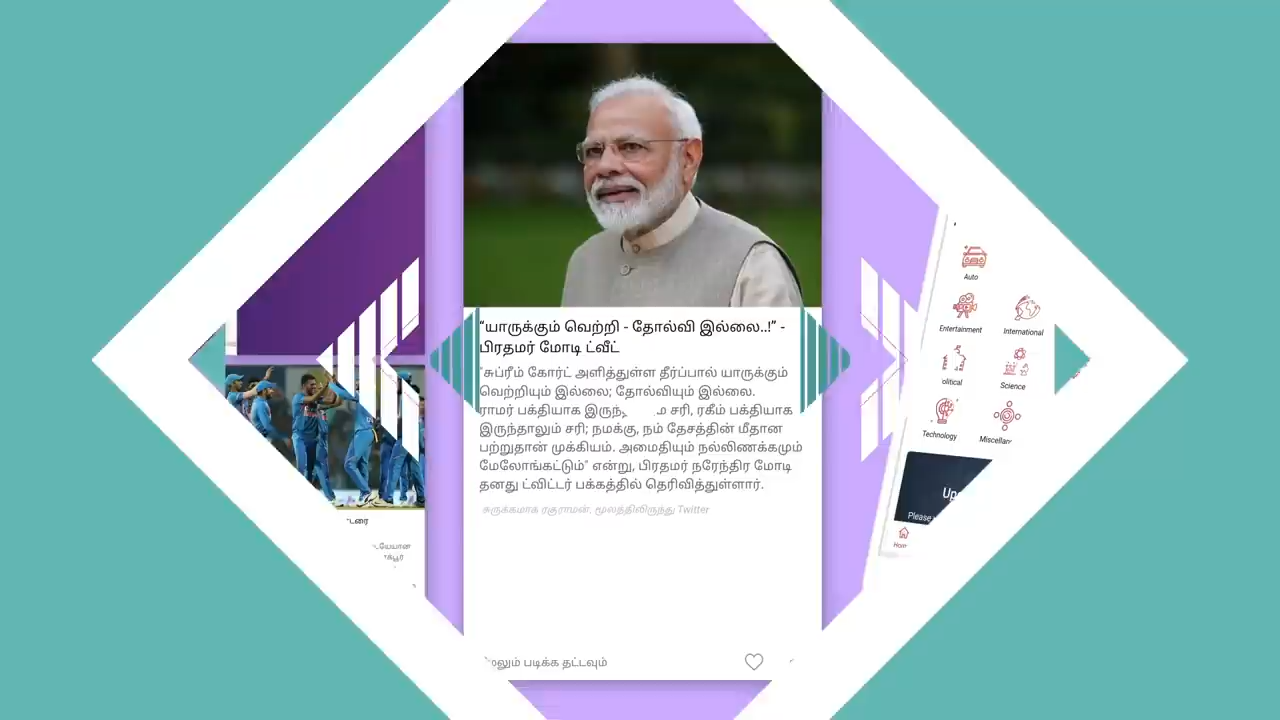 “யாருக்கும் வெற்றி - தோல்வி இல்லை..!” -
பிரதமர் மோடி ட்வீட்
"சுப்ரீம் கோர்ட் அளித்துள்ள தீர்ப்பால் யாருக்கும்
வெற்றியும் இல்லை; தோல்வியும் இல்லை.
ராமர் பக்தியாக சரி, ரகீம் பக்தியாக
இருந்தாலும் சரி; நமக்கு, நம் தேசத்தின் மீதான
பற்றுதான் முக்கியம். அமைதியும் நல்லிணக்கமும்
மேலோங்கட்டும்" என்று, பிரதமர் நரேந்திர மோடி
தனது ட்விட்டர் பக்கத்தில் தெரிவித்துள்ளார்.
சுருக்கமாக ரகுராமன், மூலத்திலிருந்து Twitter
படிக்க தட்டவும்
Auto
Entertainment International
Science
Technology
Please